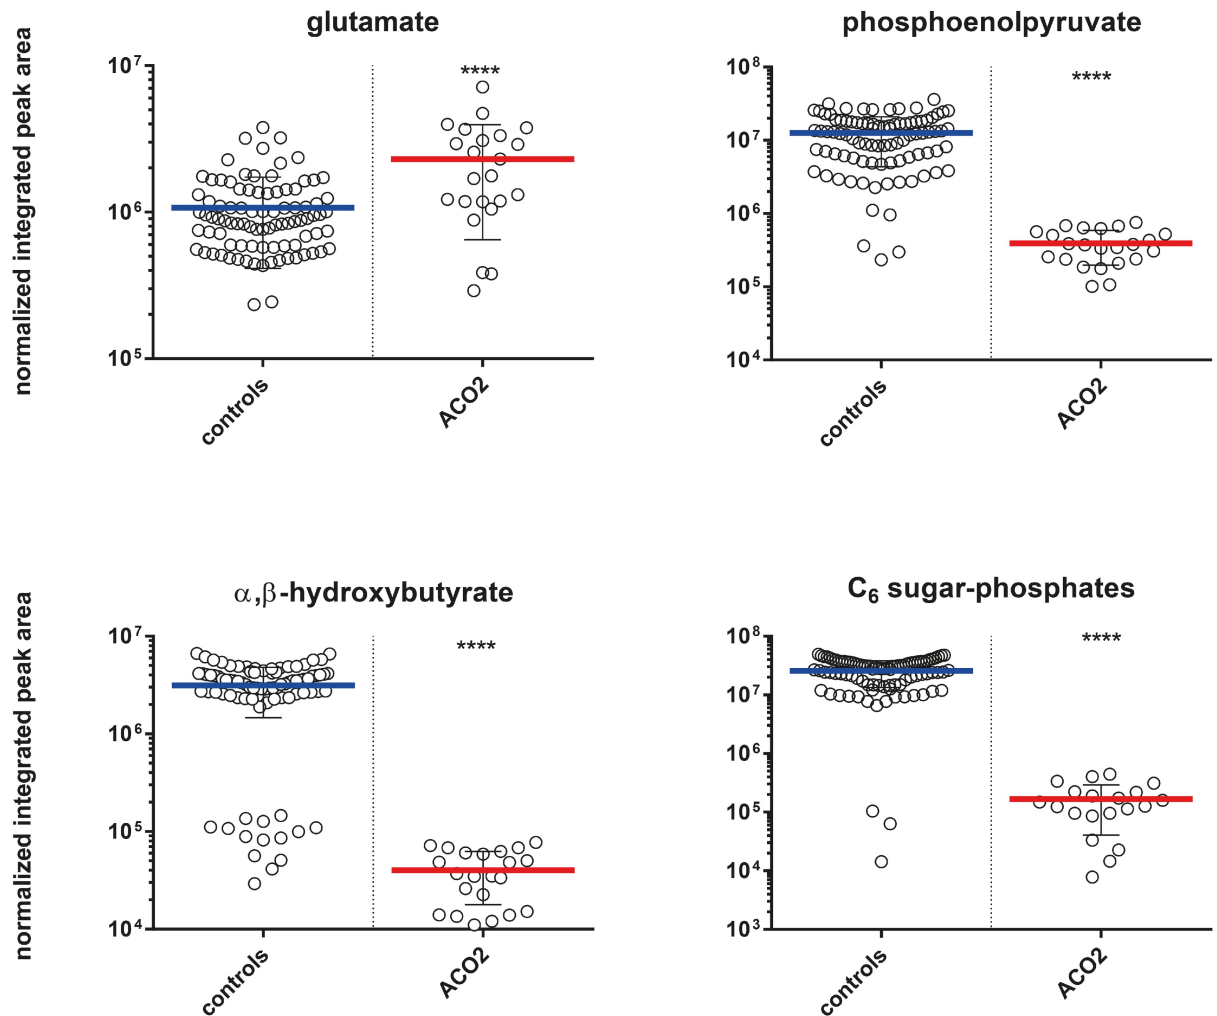 glutamate
normalized integrated peak area
10⁷
10⁶
10⁵
****
controls
ACO2
phosphoenolpyruvate
10⁸
10⁷
10⁶
10⁵
10⁴
****
controls
ACO2
α,β-hydroxybutyrate
normalized integrated peak area
10⁷
10⁶
10⁵
10⁴
****
controls
ACO2
C₆ sugar-phosphates
10⁸
10⁷
10⁶
10⁵
10⁴
10³
****
controls
ACO2